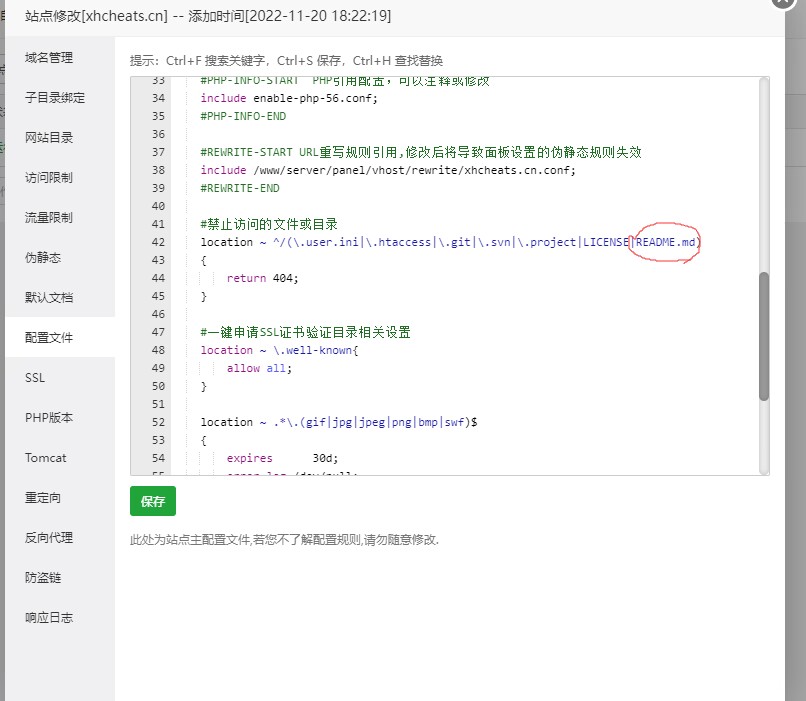 站点修改[xhcheats.cn] -- 添加时间[2022-11-20 18:22:19]
域名管理
子目录绑定
网站目录
访问限制
流量限制
伪静态
默认文档
配置文件
SSL
PHP版本
Tomcat
重定向
反向代理
防盗链
响应日志
提示：Ctrl+F 搜索关键字，Ctrl+S 保存，Ctrl+H 查找替换
33 #PHP-INFO-START PHP引用配置，可以注释或修改
34 include enable-php-56.conf;
35 #PHP-INFO-END
36
37 #REWRITE-START URL重写规则引用,修改后将导致面板设置的伪静态规则失效
38 include /www/server/panel/vhost/rewrite/xhcheats.cn.conf;
39 #REWRITE-END
40
41 #禁止访问的文件或目录
42 location ~ ^/(\.user.ini|\.htaccess|\.git|\.svn|\.project|LICENSE|README.md)
43 {
44 return 404;
45 }
46
47 #一键申请SSL证书验证目录相关设置
48 location ~ \.well-known{
49 allow all;
50 }
51
52 location ~ .*\.(gif|jpg|jpeg|png|bmp|swf)$
53 {
54 expires 30d;
55 error_log /dev/null;
保存
此处为站点主配置文件,若您不了解配置规则,请勿随意修改.